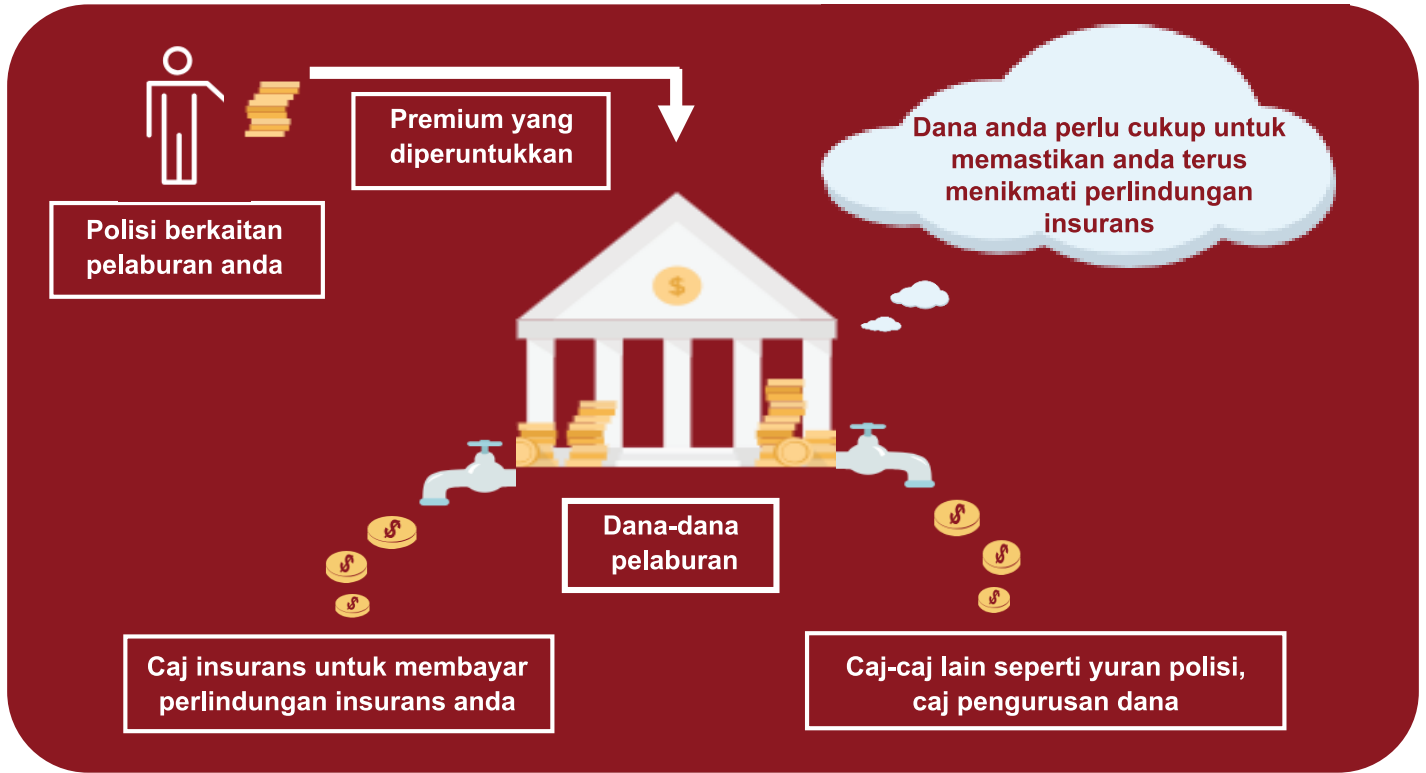 Premium yang
diperuntukkan
Dana anda perlu cukup untuk
memastikan anda terus
menikmati perlindungan
insurans
Polisi berkaitan
pelaburan anda
$
Dana-dana
pelaburan
$
$
$
$
$
$
Caj insurans untuk membayar
perlindungan insurans anda
Caj-caj lain seperti yuran polisi,
caj pengurusan dana